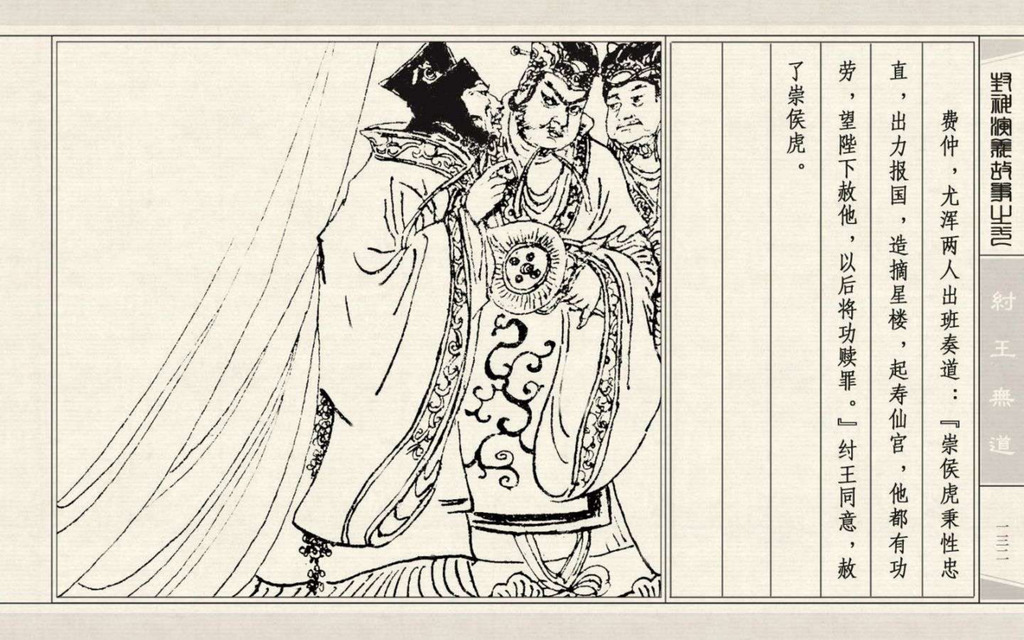 封神演義故事之一
紂王無道
一三二
费仲，尤浑两人出班奏道：『崇侯虎秉性忠
直，出力报国，造摘星楼，起寿仙宫，他都有功
劳，望陛下赦他，以后将功赎罪。』纣王同意，赦
了崇侯虎。